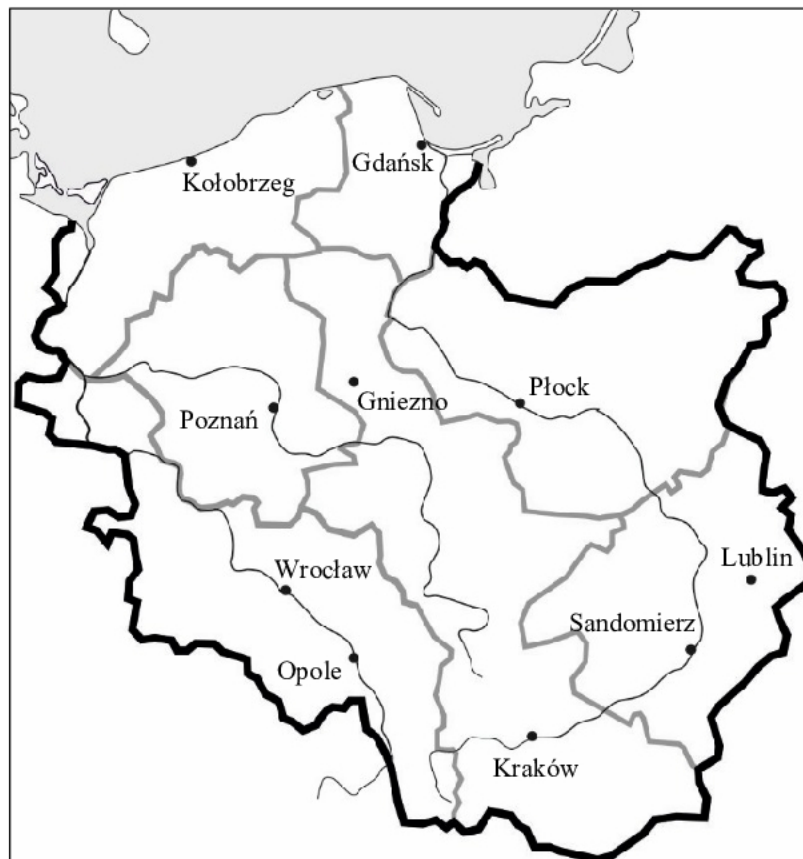 Gdańsk
Kołobrzeg
Płock
Gniezno
Poznań
Lublin
Wrocław
Sandomierz
Opole
Kraków